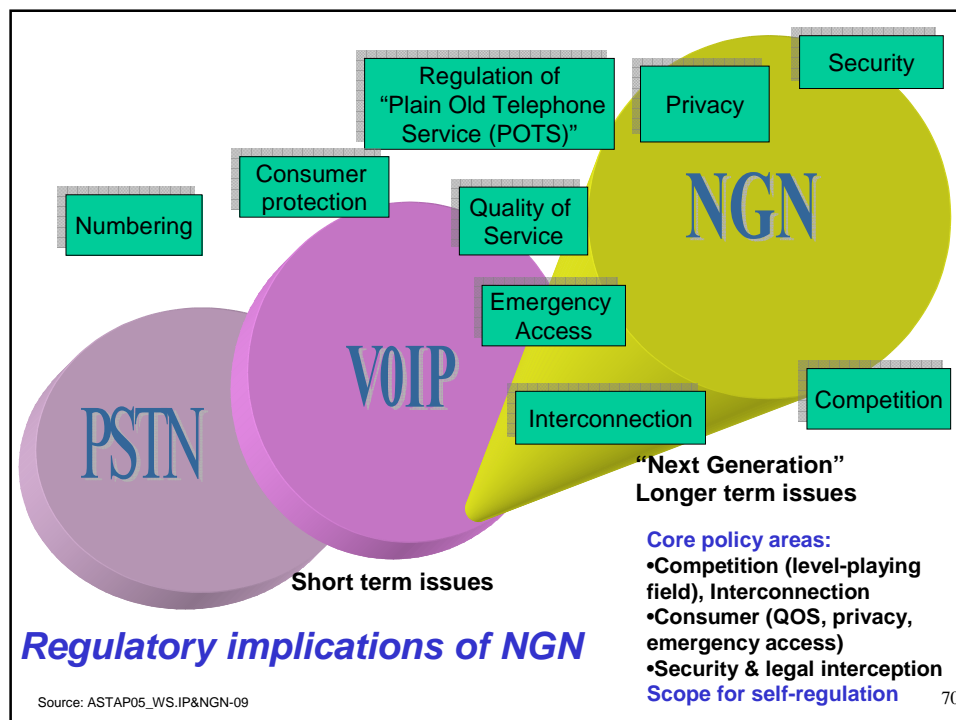 Security
Regulation of
“Plain Old Telephone
Service (POTS)”
Privacy
Consumer
protection
NGN
Numbering
Quality of
Service
Emergency
Access
V0IP
Competition
Interconnection
PSTN
“Next Generation”
Longer term issues
Core policy areas:
•Competition (level-playing
field), Interconnection
•Consumer (QOS, privacy,
emergency access)
•Security & legal interception
Scope for self-regulation
Short term issues
Regulatory implications of NGN
Source: ASTAP05_WS.IP&NGN-09
70